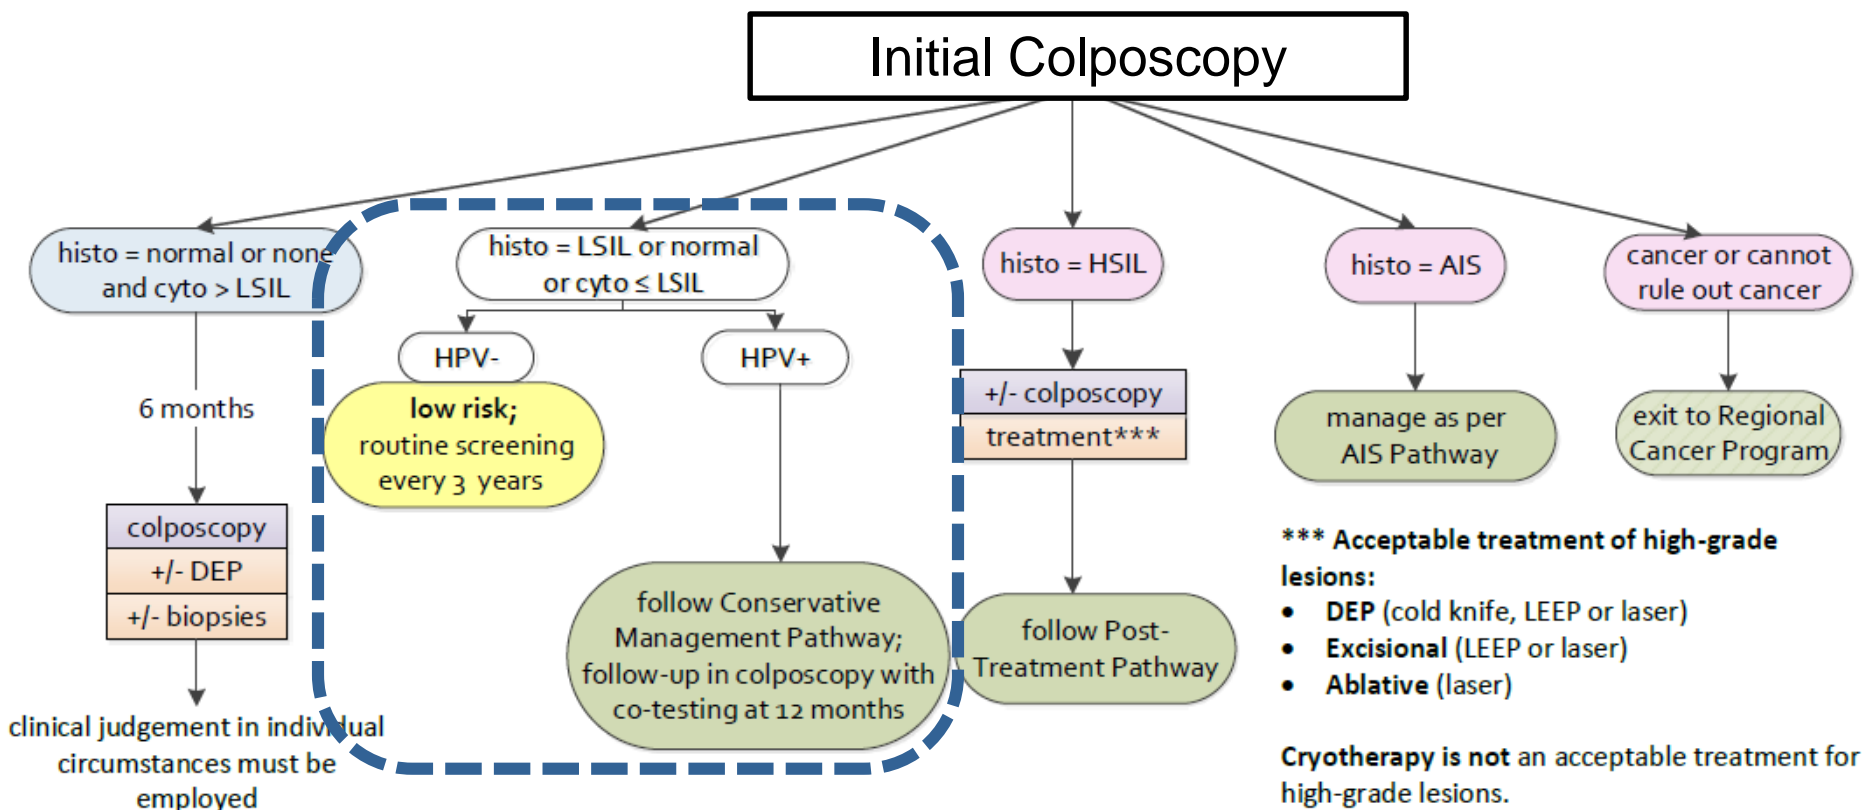 Initial Colposcopy
histo = normal or none
and cyto > LSIL
6 months
colposcopy
+/- DEP
+/- biopsies
clinical judgement in individual
circumstances must be
employed
histo = LSIL or normal
or cyto ≤ LSIL
HPV-
low risk;
routine screening
every 3 years
HPV+
follow Conservative
Management Pathway;
follow-up in colposcopy with
co-testing at 12 months
histo = HSIL
+/- colposcopy
treatment***
follow Post-
Treatment Pathway
histo = AIS
manage as per
AIS Pathway
cancer or cannot
rule out cancer
exit to Regional
Cancer Program
*** Acceptable treatment of high-grade
lesions:
• DEP (cold knife, LEEP or laser)
• Excisional (LEEP or laser)
• Ablative (laser)
Cryotherapy is not an acceptable treatment for
high-grade lesions.